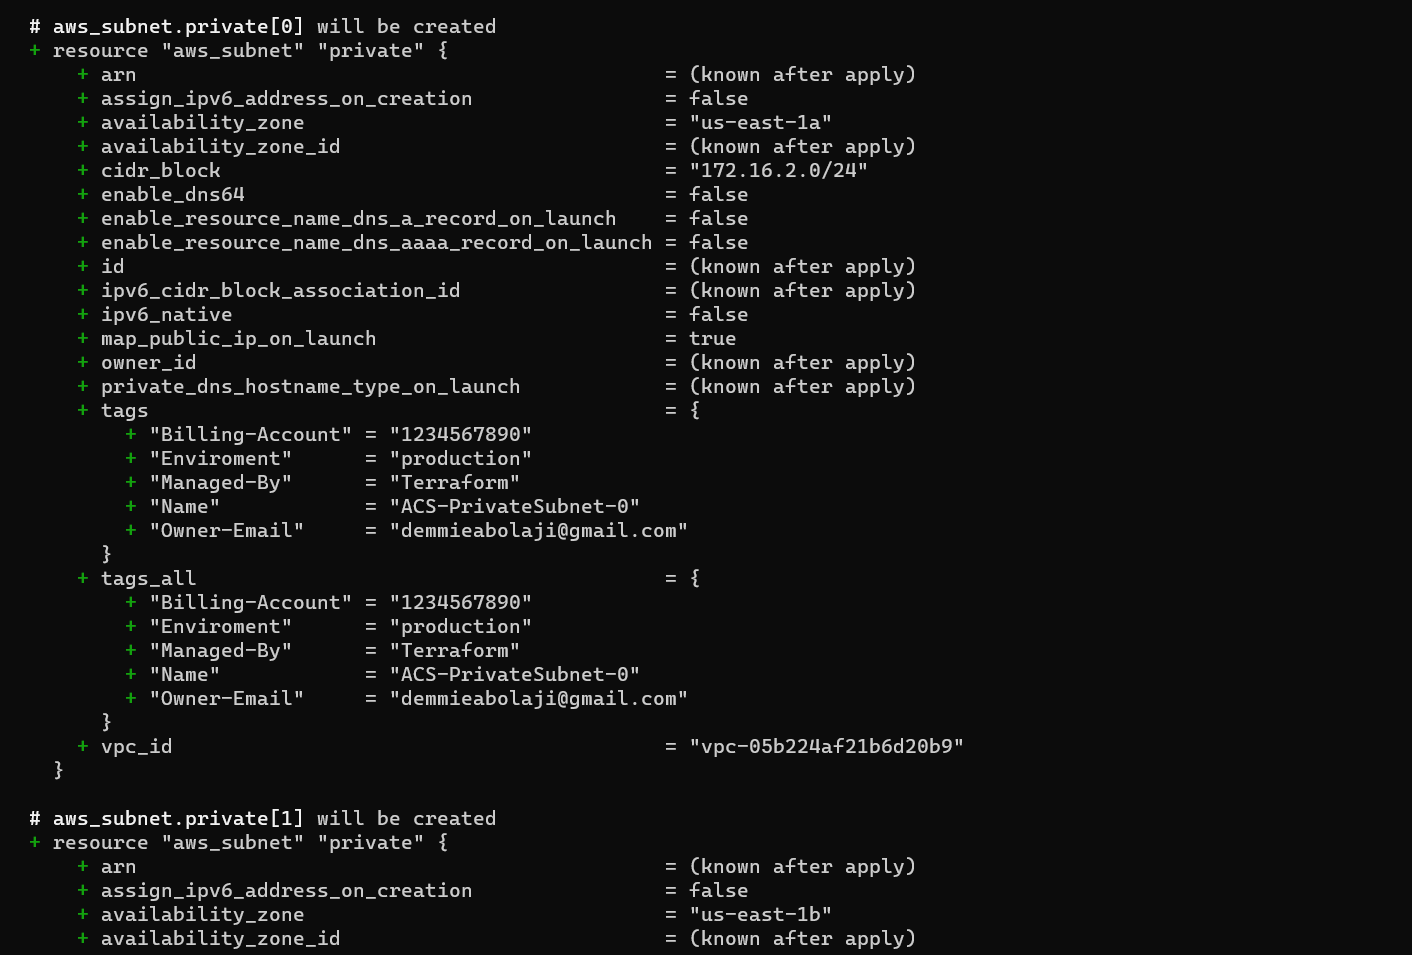 # aws_subnet.private[0] will be created
+ resource "aws_subnet" "private" {
+ arn = (known after apply)
+ assign_ipv6_address_on_creation = false
+ availability_zone = "us-east-1a"
+ availability_zone_id = (known after apply)
+ cidr_block = "172.16.2.0/24"
+ enable_dns64 = false
+ enable_resource_name_dns_a_record_on_launch = false
+ enable_resource_name_dns_aaaa_record_on_launch = false
+ id = (known after apply)
+ ipv6_cidr_block_association_id = (known after apply)
+ ipv6_native = false
+ map_public_ip_on_launch = true
+ owner_id = (known after apply)
+ private_dns_hostname_type_on_launch = (known after apply)
+ tags = {
+ "Billing-Account" = "1234567890"
+ "Enviroment" = "production"
+ "Managed-By" = "Terraform"
+ "Name" = "ACS-PrivateSubnet-0"
+ "Owner-Email" = "demmieabolaji@gmail.com"
}
+ tags_all = {
+ "Billing-Account" = "1234567890"
+ "Enviroment" = "production"
+ "Managed-By" = "Terraform"
+ "Name" = "ACS-PrivateSubnet-0"
+ "Owner-Email" = "demmieabolaji@gmail.com"
}
+ vpc_id = "vpc-05b224af21b6d20b9"
}
# aws_subnet.private[1] will be created
+ resource "aws_subnet" "private" {
+ arn = (known after apply)
+ assign_ipv6_address_on_creation = false
+ availability_zone = "us-east-1b"
+ availability_zone_id = (known after apply)